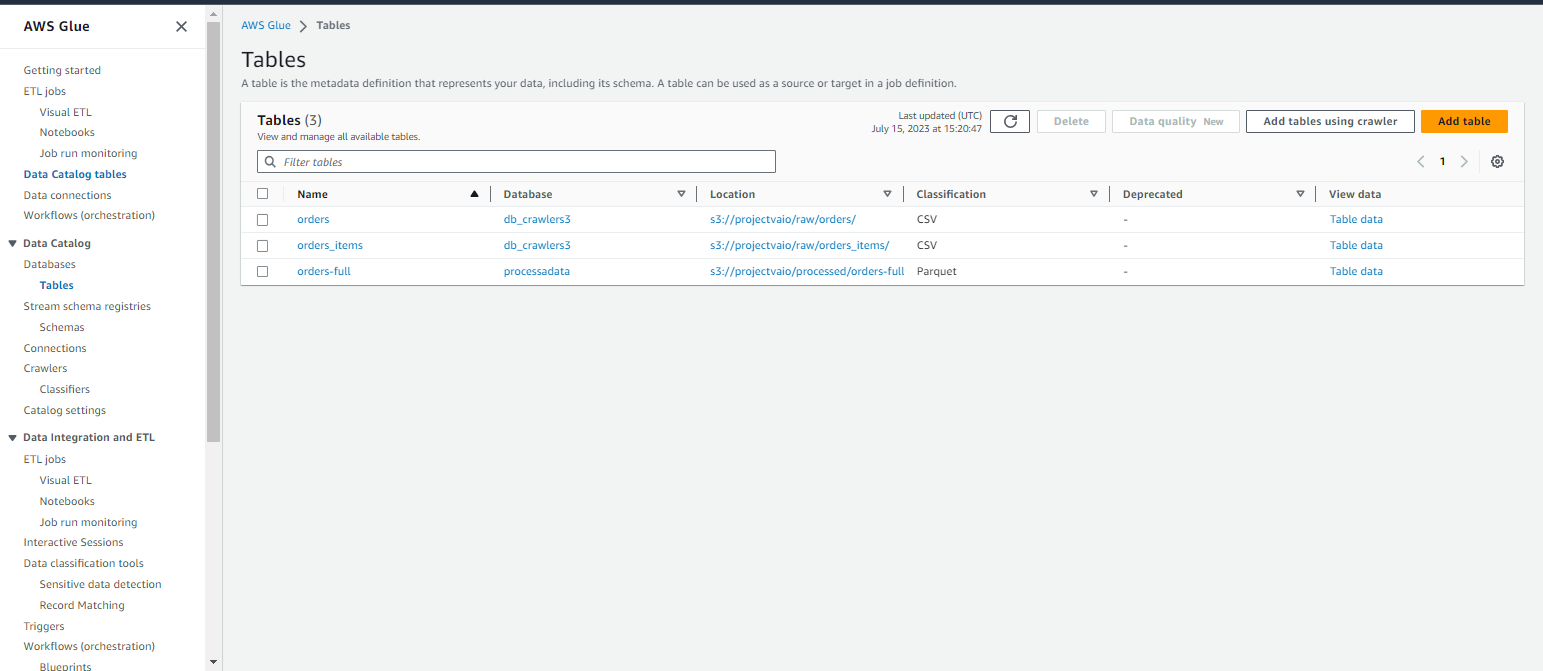 AWS Glue
Getting started
ETL jobs
Visual ETL
Notebooks
Job run monitoring
Data Catalog tables
Data connections
Workflows (orchestration)
Data Catalog
Databases
Tables
Stream schema registries
Schemas
Connections
Crawlers
Classifiers
Catalog settings
Data Integration and ETL
ETL jobs
Visual ETL
Notebooks
Job run monitoring
Interactive Sessions
Data classification tools
Sensitive data detection
Record Matching
Triggers
Workflows (orchestration)
Blueprints
AWS Glue > Tables
Tables
A table is the metadata definition that represents your data, including its schema. A table can be used as a source or target in a job definition.
Tables (3)
View and manage all available tables.
Last updated (UTC)
July 15, 2023 at 15:20:47
Delete
Data quality New
Add tables using crawler
Add table
Filter tables
1
Name Database Location Classification Deprecated View data
orders db_crawlers3 s3://projectvaio/raw/orders/ CSV - Table data
orders_items db_crawlers3 s3://projectvaio/raw/orders_items/ CSV - Table data
orders-full processadata s3://projectvaio/processed/orders-full Parquet - Table data